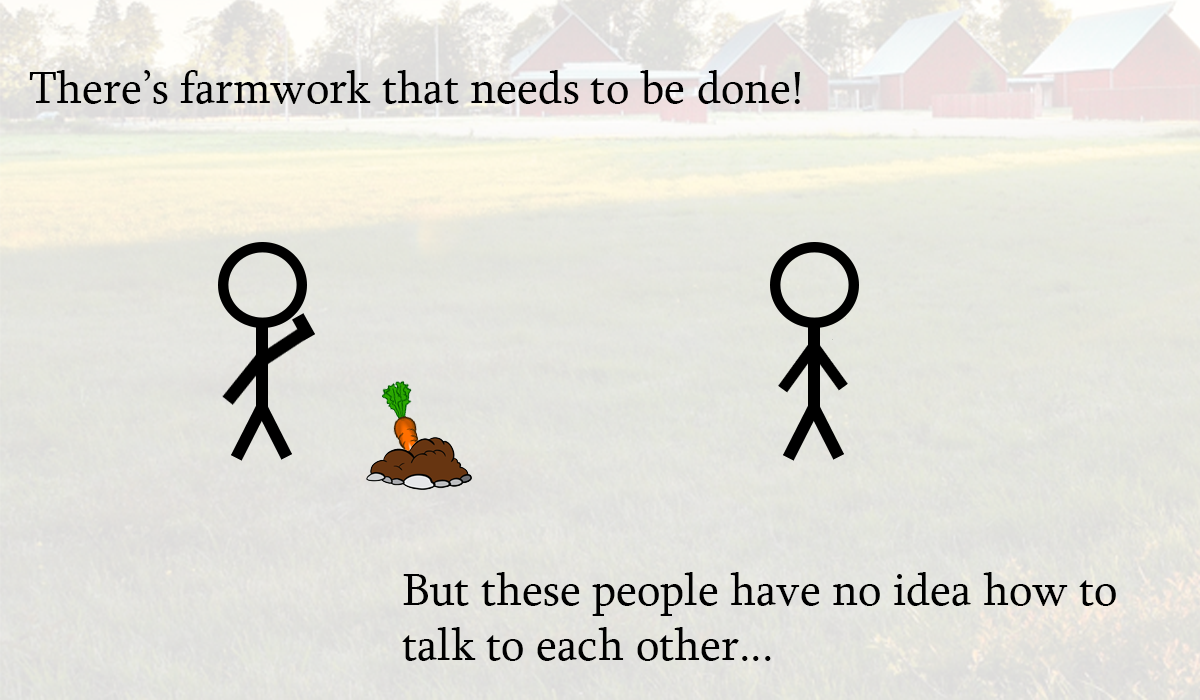 There’s farmwork that needs to be done!
But these people have no idea how to
talk to each other...